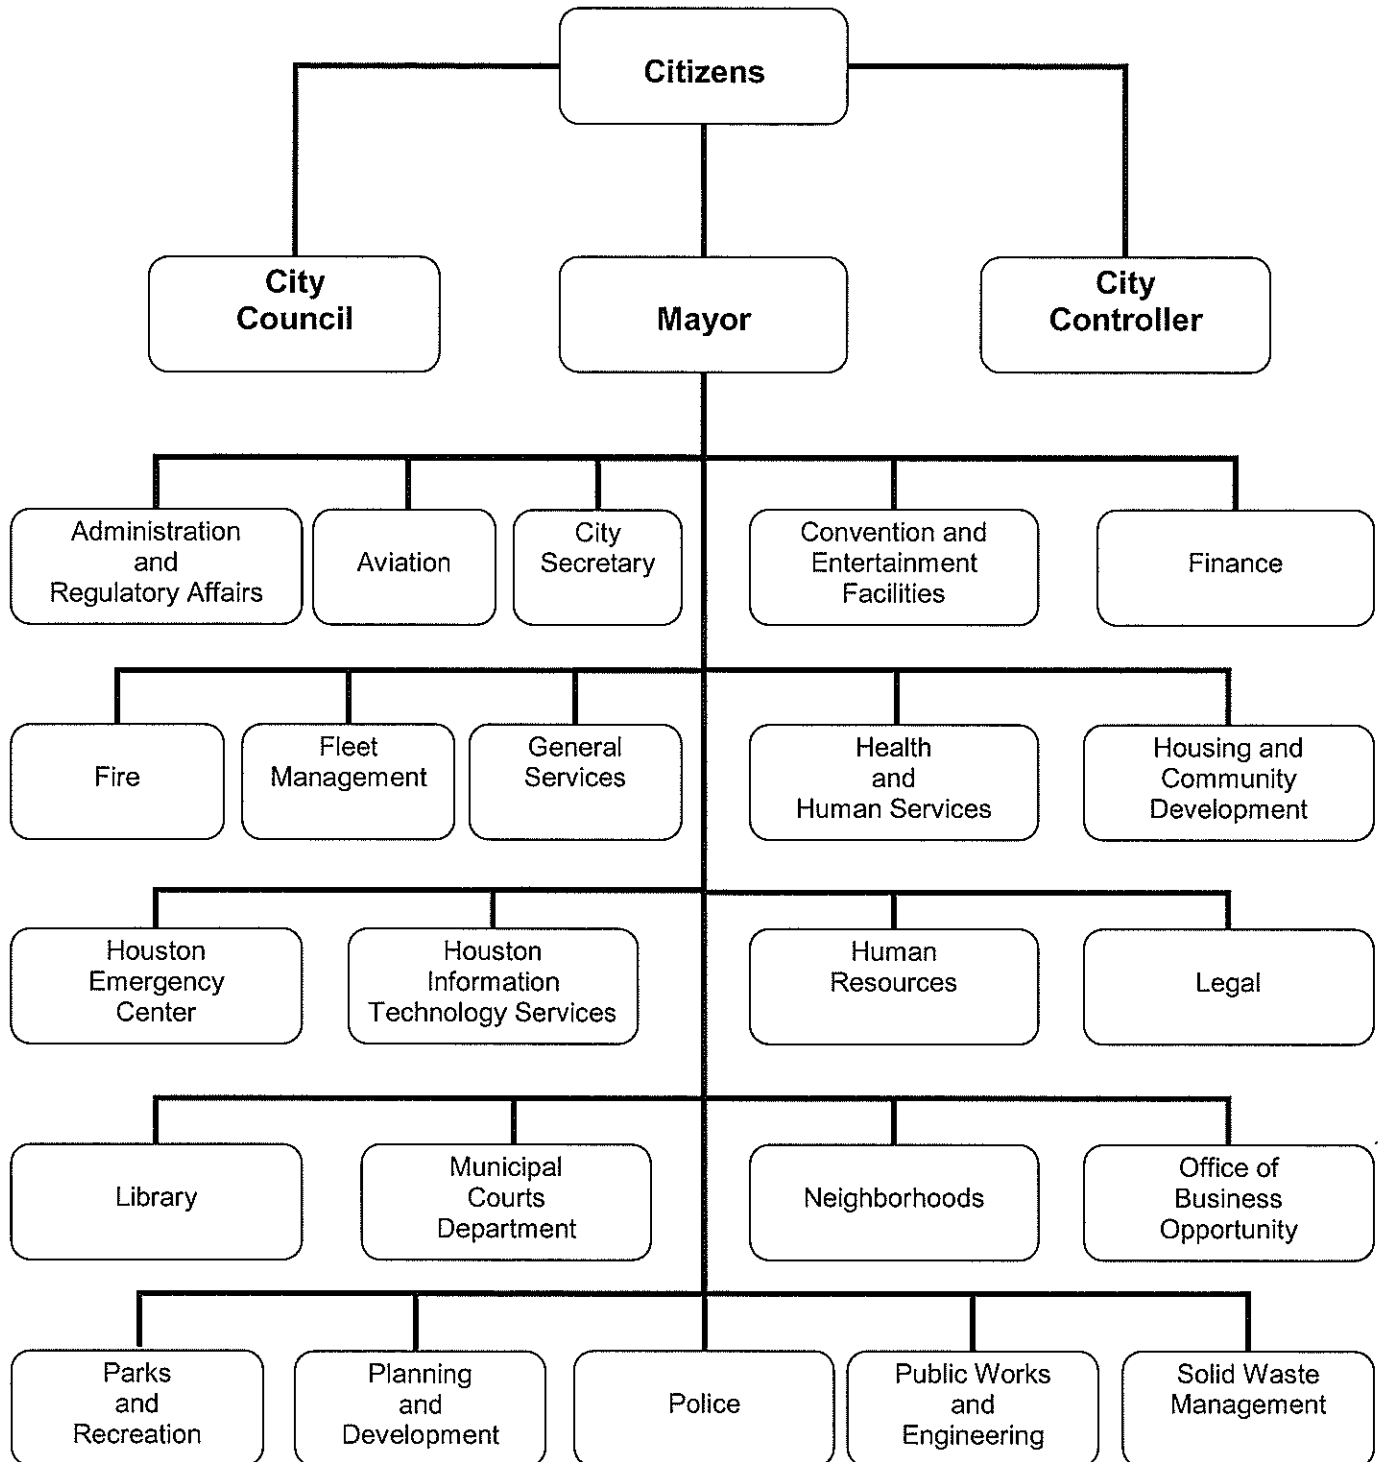 Citizens
City
Council
Mayor
City
Controller
Administration
and
Regulatory Affairs
Aviation
City
Secretary
Convention and
Entertainment
Facilities
Finance
Fire
Fleet
Management
General
Services
Health
and
Human Services
Housing and
Community
Development
Houston
Emergency
Center
Houston
Information
Technology Services
Human
Resources
Legal
Library
Municipal
Courts
Department
Neighborhoods
Office of
Business
Opportunity
Parks
and
Recreation
Planning
and
Development
Police
Public Works
and
Engineering
Solid Waste
Management